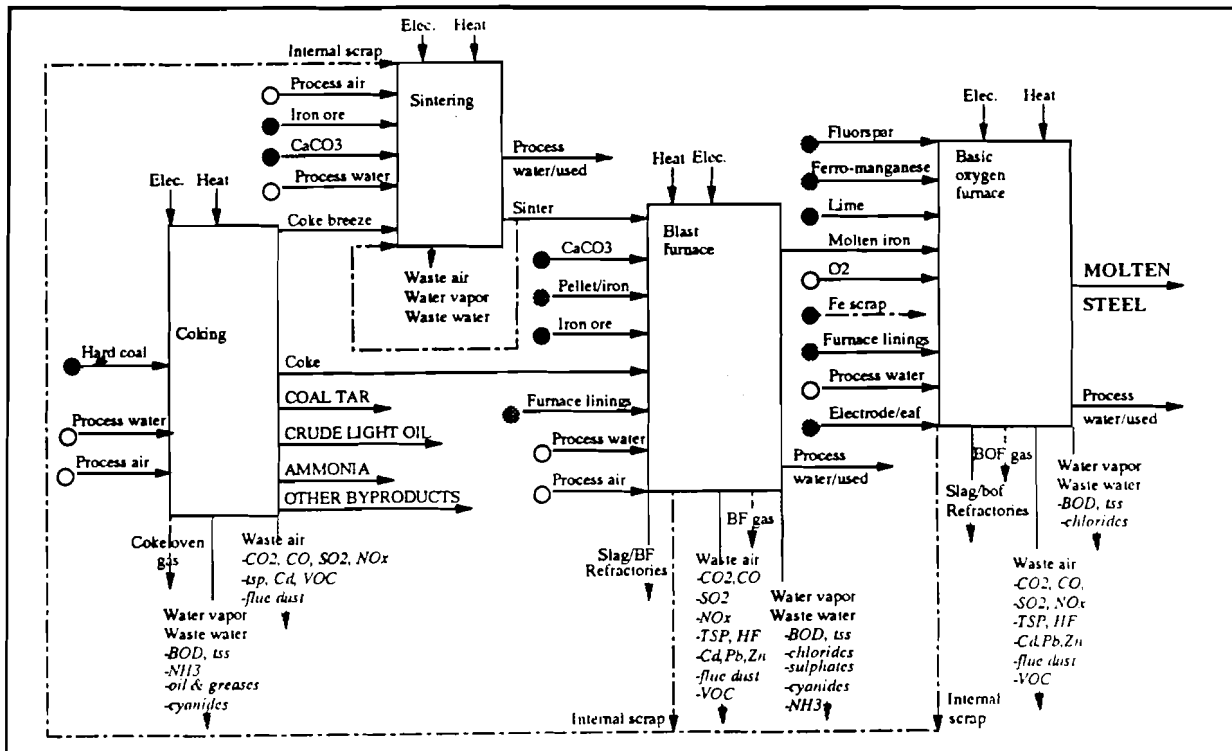 Elec. Heat
Internal scrap
Process air
Sintering
Iron ore
CaCO3
Process water
Process
water/used
Coke breeze
Sinter
Waste air
Water vapor
Waste water
Elec. Heat
Coking
Hard coal
Process water
Process air
Coke
COAL TAR
CRUDE LIGHT OIL
AMMONIA
OTHER BYPRODUCTS
Coke oven
gas
Water vapor
Waste water
-BOD, tss
-NH3
-oil & greases
-cyanides
Waste air
-CO2, CO, SO2, NOx
-tsp, Cd, VOC
-flue dust
Heat Elec.
Blast
furnace
CaCO3
Pellet/iron
Iron ore
Furnace linings
Process water
Process air
Process
water/used
Slag/BF
Refractories
BF gas
Waste air
-CO2,CO
-SO2
-NOx
-TSP, HF
-Cd,Pb,Zn
-flue dust
-VOC
Water vapor
Waste water
-BOD, tss
-chlorides
-sulphates
-cyanides
-NH3
Internal scrap
Elec. Heat
Basic
oxygen
furnace
Fluorspar
Ferro-manganese
Lime
Molten iron
O2
Fe scrap
Furnace linings
Process water
Electrode/eaf
MOLTEN
STEEL
Process
water/used
BOF gas
Slag/bof
Refractories
Water vapor
Waste water
-BOD, tss
-chlorides
Waste air
-CO2, CO,
-SO2, NOx
-TSP, HF
-Cd,Pb,Zn
-flue dust
-VOC
Internal
scrap